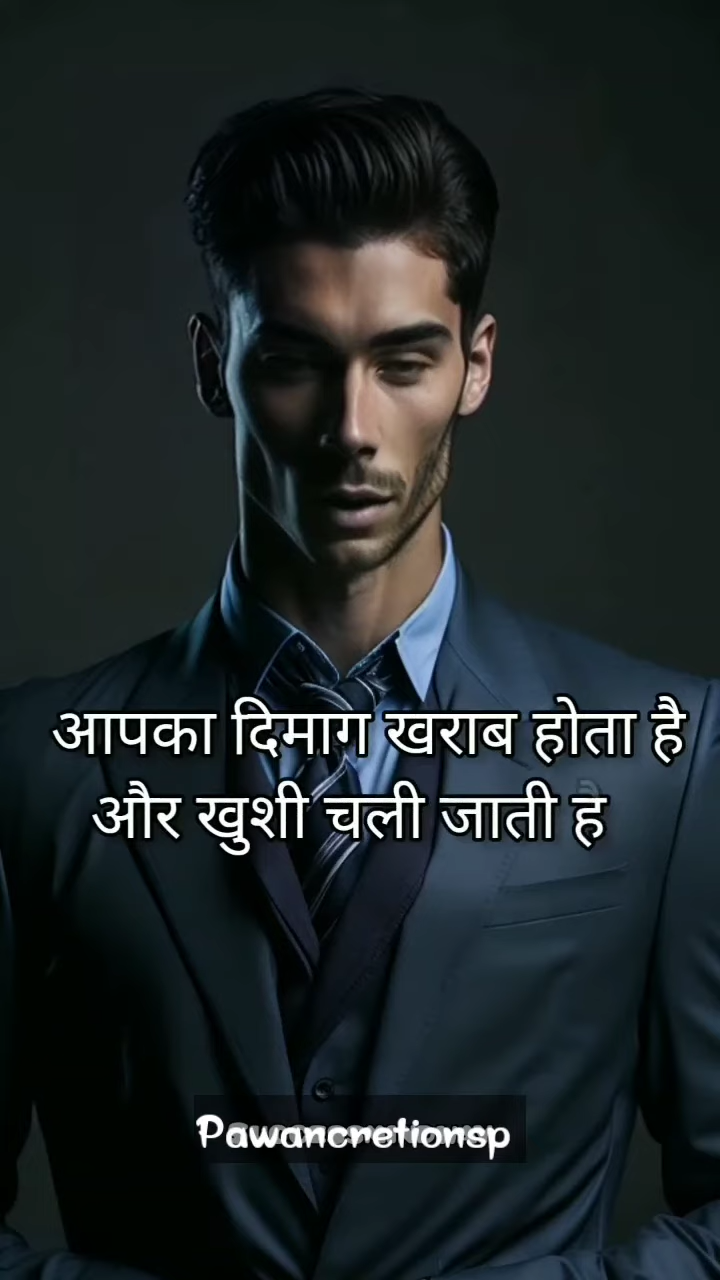 आपका दिमाग खराब होता है
और खुशी चली जाती ह
Pawancretionsp